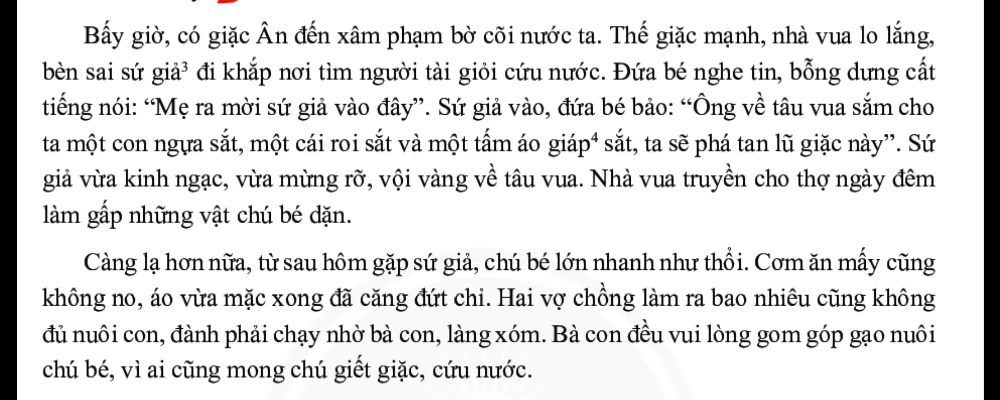 Bấy giờ, có giặc Ân đến xâm phạm bờ cõi nước ta. Thế giặc mạnh, nhà vua lo lắng,
bèn sai sứ giả³ đi khắp nơi tìm người tài giỏi cứu nước. Đứa bé nghe tin, bỗng dưng cất
tiếng nói: “Mẹ ra mời sứ giả vào đây”. Sứ giả vào, đứa bé bảo: “Ông về tâu vua sắm cho
ta một con ngựa sắt, một cái roi sắt và một tấm áo giáp⁴ sắt, ta sẽ phá tan lũ giặc này”. Sứ
giả vừa kinh ngạc, vừa mừng rỡ, vội vàng về tâu vua. Nhà vua truyền cho thợ ngày đêm
làm gấp những vật chú bé dặn.
Càng lạ hơn nữa, từ sau hôm gặp sứ giả, chú bé lớn nhanh như thổi. Cơm ăn mấy cũng
không no, áo vừa mặc xong đã căng đứt chỉ. Hai vợ chồng làm ra bao nhiêu cũng không
đủ nuôi con, đành phải chạy nhờ bà con, làng xóm. Bà con đều vui lòng gom góp gạo nuôi
chú bé, vì ai cũng mong chú giết giặc, cứu nước.